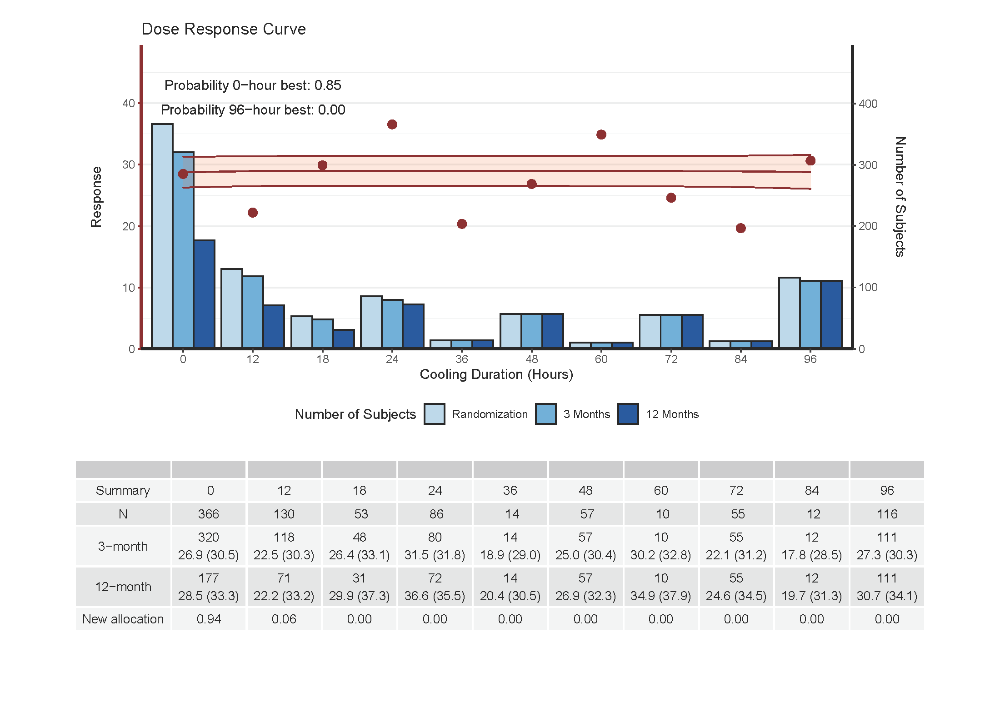 Dose Response Curve
Probability 0−hour best: 0.85
Probability 96−hour best: 0.00
Response
40
30
20
10
0
400
300
200
100
0
Number of Subjects
0 12 18 24 36 48 60 72 84 96
Cooling Duration (Hours)
Number of Subjects Randomization 3 Months 12 Months
Summary 0 12 18 24 36 48 60 72 84 96
N 366 130 53 86 14 57 10 55 12 116
3−month
320 118 48 80 14 57 10 55 12 111
26.9 (30.5) 22.5 (30.3) 26.4 (33.1) 31.5 (31.8) 18.9 (29.0) 25.0 (30.4) 30.2 (32.8) 22.1 (31.2) 17.8 (28.5) 27.3 (30.3)
12−month
177 71 31 72 14 57 10 55 12 111
28.5 (33.3) 22.2 (33.2) 29.9 (37.3) 36.6 (35.5) 20.4 (30.5) 26.9 (32.3) 34.9 (37.9) 24.6 (34.5) 19.7 (31.3) 30.7 (34.1)
New allocation 0.94 0.06 0.00 0.00 0.00 0.00 0.00 0.00 0.00 0.00